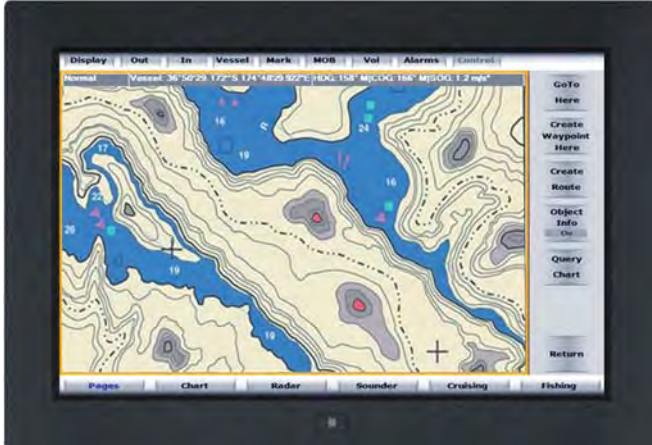 Display Out In Vessel Mark MOB Vol Alarms Control
Normal Vessel: 36°50'29.172"S 174°48'29.922"E HDG: 158° M COG: 166° M SOG: 1.2 m/s*
GoTo
Here
Create
Waypoint
Here
Create
Route
Object
Info
On
Query
Chart
Return
16
24
19
17
16
22
26
19
19
Pages Chart Radar Sounder Cruising Fishing